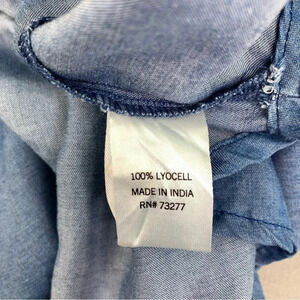 100% LYOCELL
MADE IN INDIA
RN# 73277